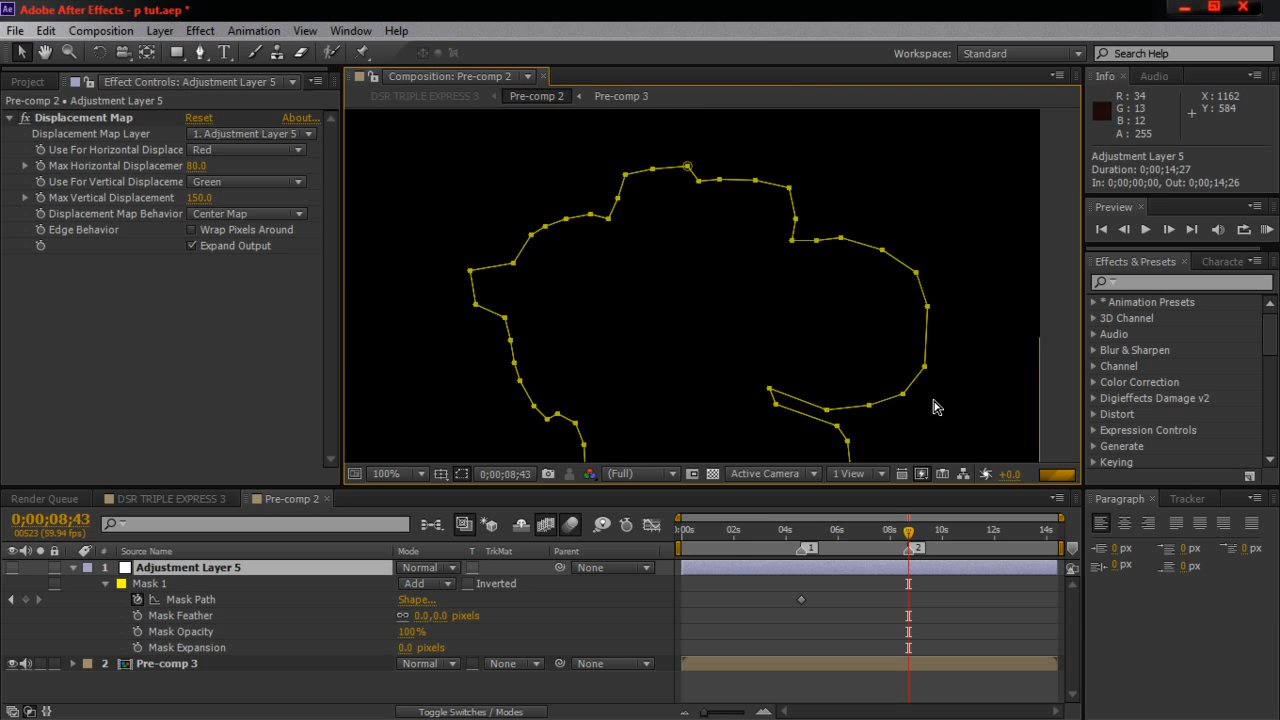 Adobe After Effects - p tut.aep *
File Edit Composition Layer Effect Animation View Window Help
Workspace: Standard Search Help
Project Effect Controls: Adjustment Layer 5
Pre-comp 2 • Adjustment Layer 5
Displacement Map Reset About...
Displacement Map Layer 1. Adjustment Layer 5
Use For Horizontal Displace Red
Max Horizontal Displacemer 80.0
Use For Vertical Displaceme Green
Max Vertical Displacement 150.0
Displacement Map Behavior Center Map
Edge Behavior Wrap Pixels Around
Expand Output
Composition: Pre-comp 2
DSR TRIPLE EXPRESS 3 Pre-comp 2 Pre-comp 3
100% 0;00;08;43 (Full) Active Camera 1 View +0.0
Info Audio
R: 34 X: 1162
G: 13 Y: 584
B: 12
A: 255
Adjustment Layer 5
Duration: 0;00;14;27
In: 0;00;00;00, Out: 0;00;14;26
Preview
Effects & Presets Characte
* Animation Presets
3D Channel
Audio
Blur & Sharpen
Channel
Color Correction
Digieffects Damage v2
Distort
Expression Controls
Generate
Keying
Render Queue DSR TRIPLE EXPRESS 3 Pre-comp 2
0;00;08;43
00523 (59.94 fps)
:00s 02s 04s 06s 08s 10s 12s 14s
1 2
# Source Name Mode T TrkMat Parent
1 Adjustment Layer 5 Normal None
Mask 1 Add Inverted
Mask Path Shape...
Mask Feather 0.0,0.0 pixels
Mask Opacity 100%
Mask Expansion 0.0 pixels
2 Pre-comp 3 Normal None None
Toggle Switches / Modes
Paragraph Tracker
0 px 0 px 0 px
0 px 0 px